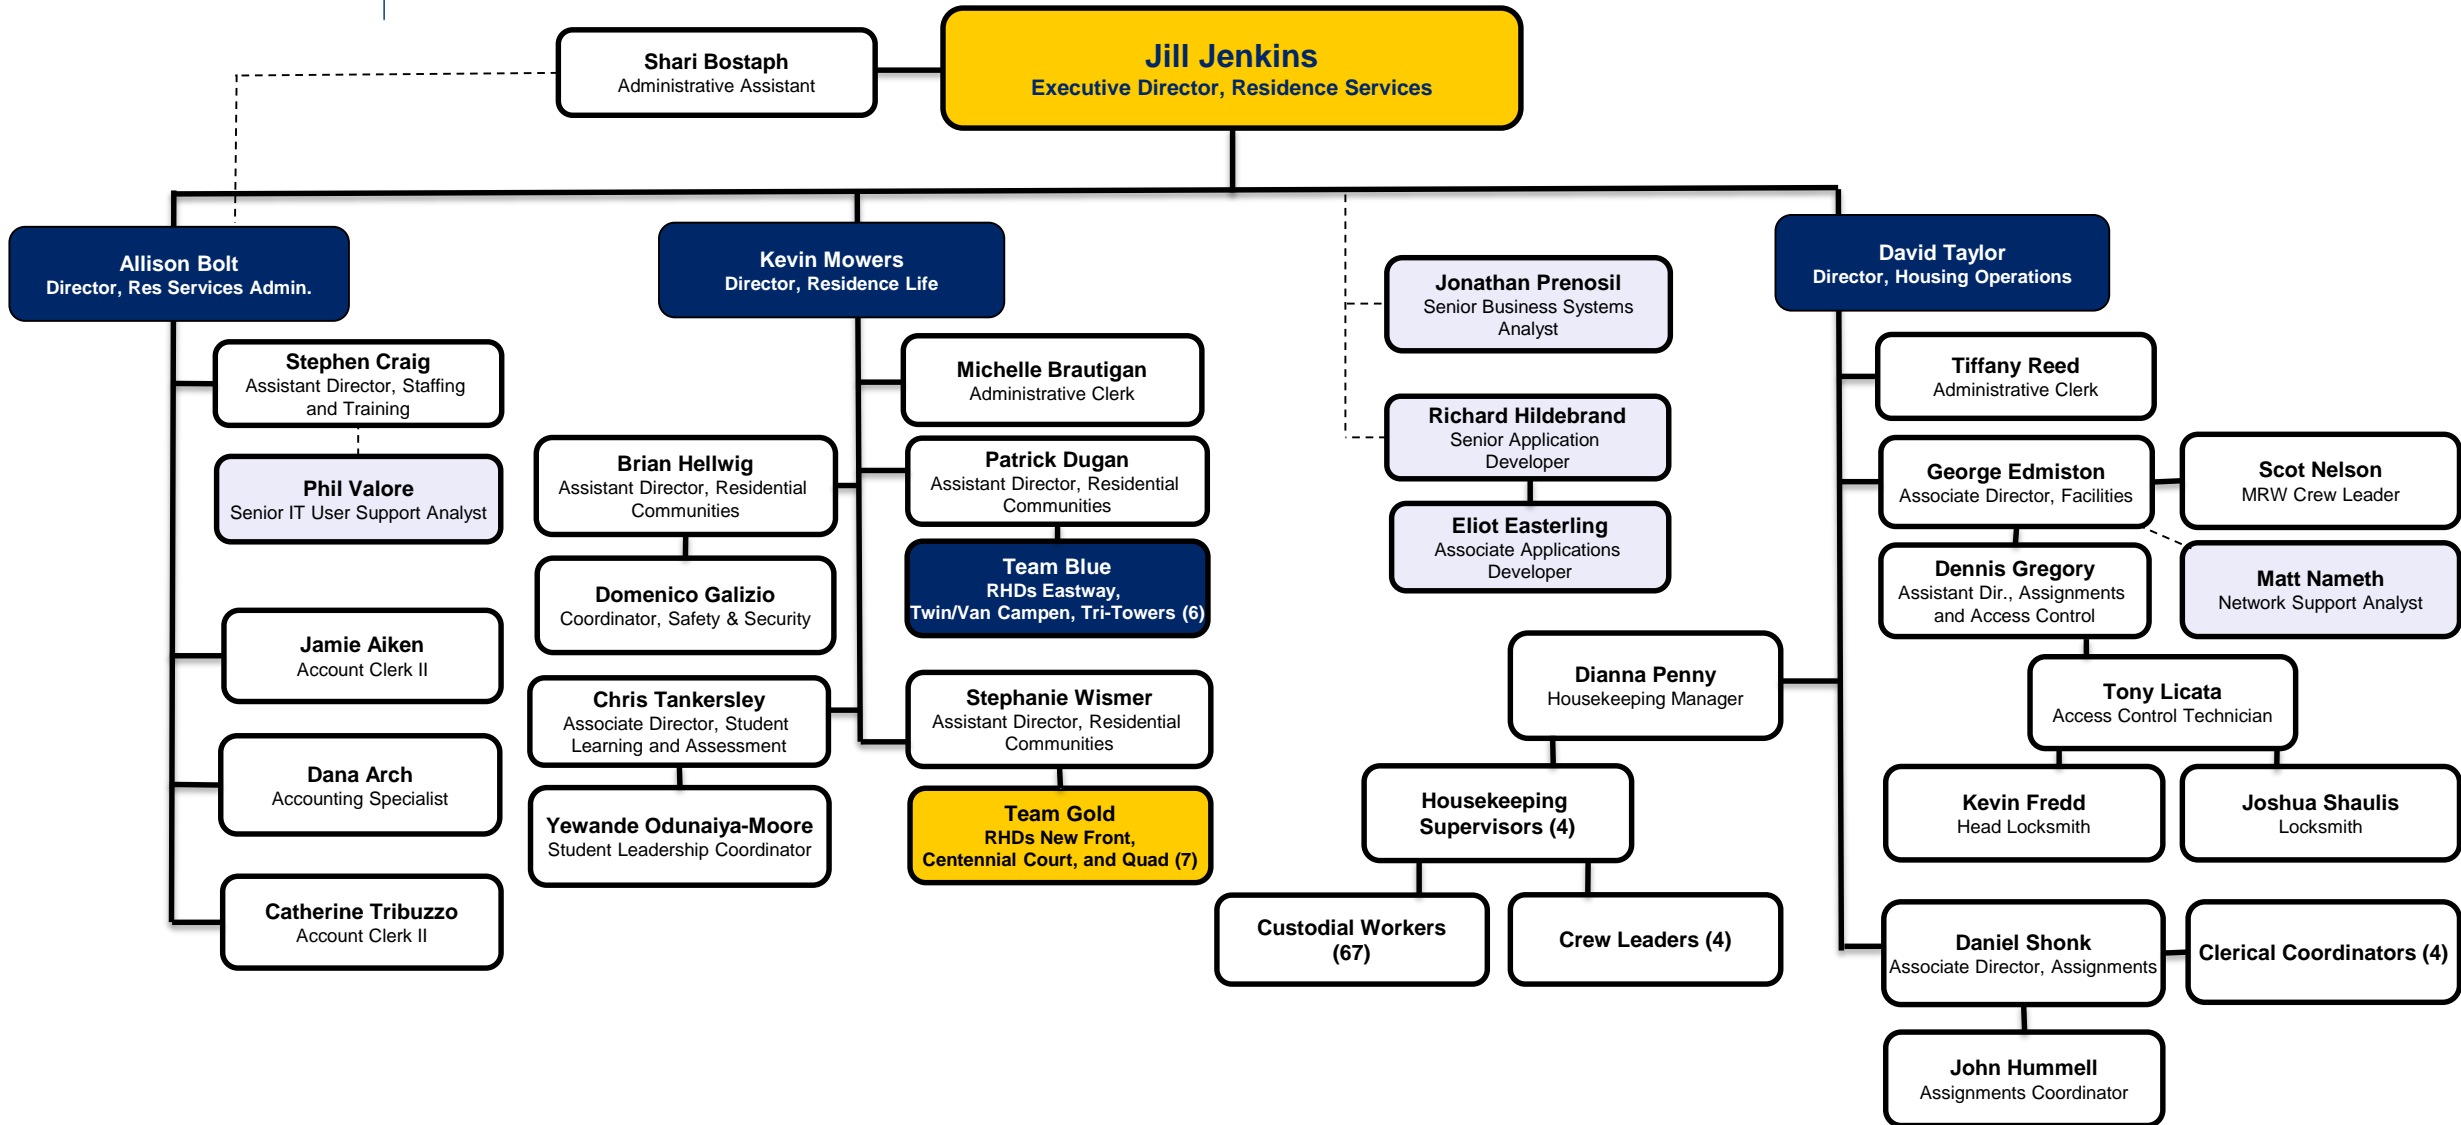 Jill Jenkins
Executive Director, Residence Services
Shari Bostaph
Administrative Assistant
Allison Bolt
Director, Res Services Admin.
Stephen Craig
Assistant Director, Staffing
and Training
Phil Valore
Senior IT User Support Analyst
Jamie Aiken
Account Clerk II
Dana Arch
Accounting Specialist
Catherine Tribuzzo
Account Clerk II
Kevin Mowers
Director, Residence Life
Michelle Brautigan
Administrative Clerk
Brian Hellwig
Assistant Director, Residential
Communities
Domenico Galizio
Coordinator, Safety & Security
Patrick Dugan
Assistant Director, Residential
Communities
Team Blue
RHDs Eastway,
Twin/Van Campen, Tri-Towers (6)
Chris Tankersley
Associate Director, Student
Learning and Assessment
Yewande Odunaiya-Moore
Student Leadership Coordinator
Stephanie Wismer
Assistant Director, Residential
Communities
Team Gold
RHDs New Front,
Centennial Court, and Quad (7)
Jonathan Prenosil
Senior Business Systems
Analyst
Richard Hildebrand
Senior Application
Developer
Eliot Easterling
Associate Applications
Developer
David Taylor
Director, Housing Operations
Tiffany Reed
Administrative Clerk
George Edmiston
Associate Director, Facilities
Scot Nelson
MRW Crew Leader
Dennis Gregory
Assistant Dir., Assignments
and Access Control
Matt Nameth
Network Support Analyst
Tony Licata
Access Control Technician
Kevin Fredd
Head Locksmith
Joshua Shaulis
Locksmith
Dianna Penny
Housekeeping Manager
Housekeeping
Supervisors (4)
Custodial Workers
(67)
Crew Leaders (4)
Daniel Shonk
Associate Director, Assignments
Clerical Coordinators (4)
John Hummell
Assignments Coordinator